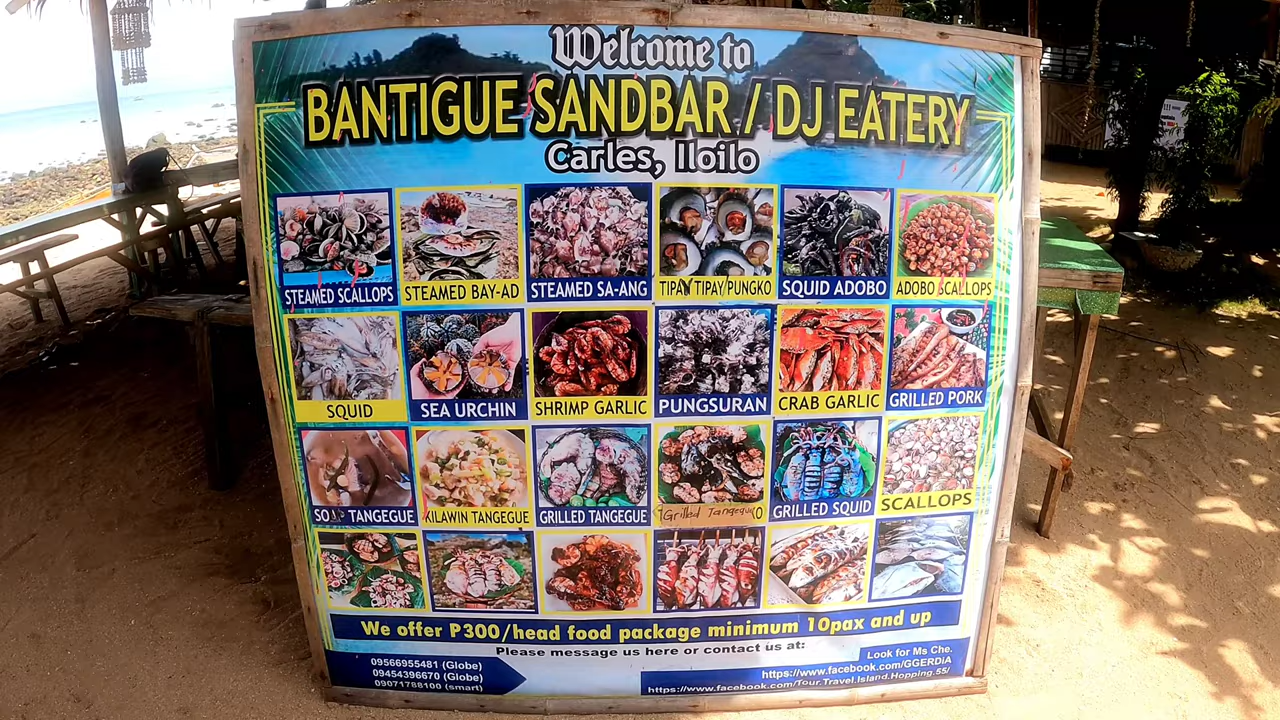 Welcome to
BANTIGUE SANDBAR / DJ EATERY
Carles, Iloilo
STEAMED SCALLOPS
STEAMED BAY-AD
STEAMED SA-ANG
TIPAY TIPAY/PUNGKO
SQUID ADOBO
ADOBO SCALLOPS
SQUID
SEA URCHIN
SHRIMP GARLIC
PUNGSURAN
CRAB GARLIC
GRILLED PORK
TANGEGUE
KILAWIN TANGEGUE
GRILLED TANGEGUE
Grilled
GRILLED SQUID
SCALLOPS
We offer P300/head food package minimum 10pax and up
Please message us here or contact us at:
09566955481 (Globe)
09454396670 (Globe)
09071788100 (smart)
Look for Ms Che.
https://www.facebook.com/GGERDiA
https://www.facebook.com/Tour.Travel.Island.Hopping.55/